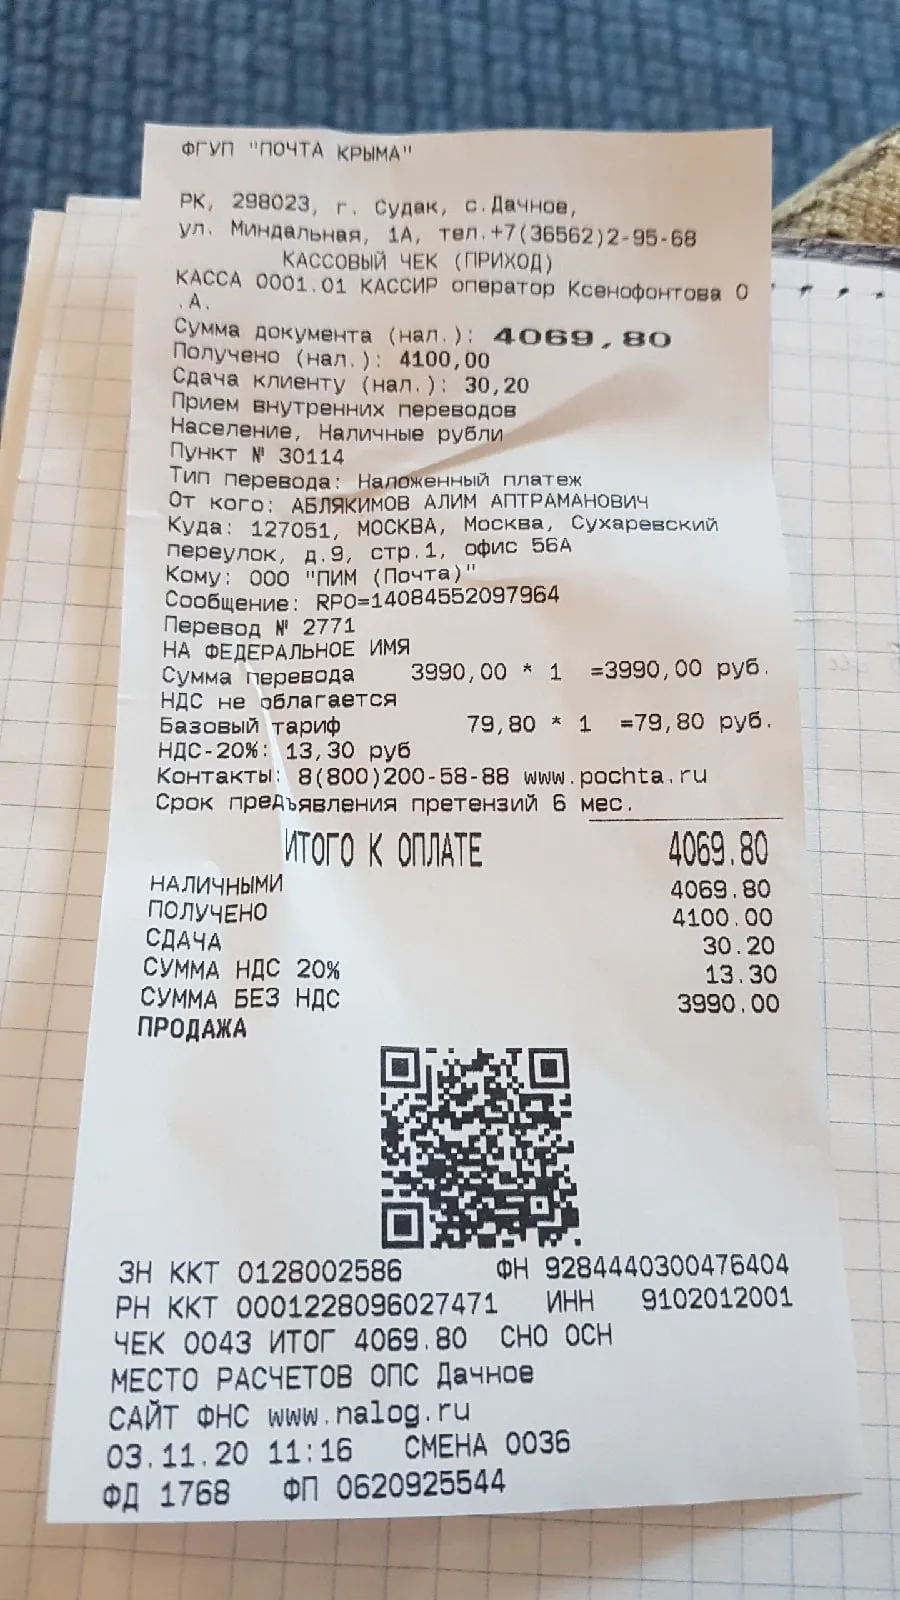 ФГУП "ПОЧТА КРЫМА"
РК, 298023, г. Судак, с.Дачное,
ул. Миндальная, 1А, тел.+7(36562)2-95-68
КАССОВЫЙ ЧЕК (ПРИХОД)
КАССА 0001.01 КАССИР оператор Ксенофонтова О
.А.
Сумма документа (нал.): 4069,80
Получено (нал.): 4100,00
Сдача клиенту (нал.): 30,20
Прием внутренних переводов
Население, Наличные рубли
Пункт № 30114
Тип перевода: Наложенный платеж
От кого: АБЛЯКИМОВ АЛИМ АПТРАМАНОВИЧ
Куда: 127051, МОСКВА, Москва, Сухаревский
переулок, д.9, стр.1, офис 56А
Кому: ООО "ПИМ (Почта)"
Сообщение: RPO=14084552097964
Перевод № 2771
НА ФЕДЕРАЛЬНОЕ ИМЯ
Сумма перевода 3990,00 * 1 =3990,00 руб.
НДС не облагается
Базовый тариф 79,80 * 1 =79,80 руб.
НДС-20%: 13,30 руб
Контакты: 8(800)200-58-88 www.pochta.ru
Срок предъявления претензий 6 мес.
ИТОГО К ОПЛАТЕ 4069.80
НАЛИЧНЫМИ 4069.80
ПОЛУЧЕНО 4100.00
СДАЧА 30.20
СУММА НДС 20% 13.30
СУММА БЕЗ НДС 3990.00
ПРОДАЖА
ЗН ККТ 0128002586 ФН 9284440300476404
РН ККТ 0001228096027471 ИНН 9102012001
ЧЕК 0043 ИТОГ 4069.80 СНО ОСН
МЕСТО РАСЧЕТОВ ОПС Дачное
САЙТ ФНС www.nalog.ru
03.11.20 11:16 СМЕНА 0036
ФД 1768 ФП 0620925544